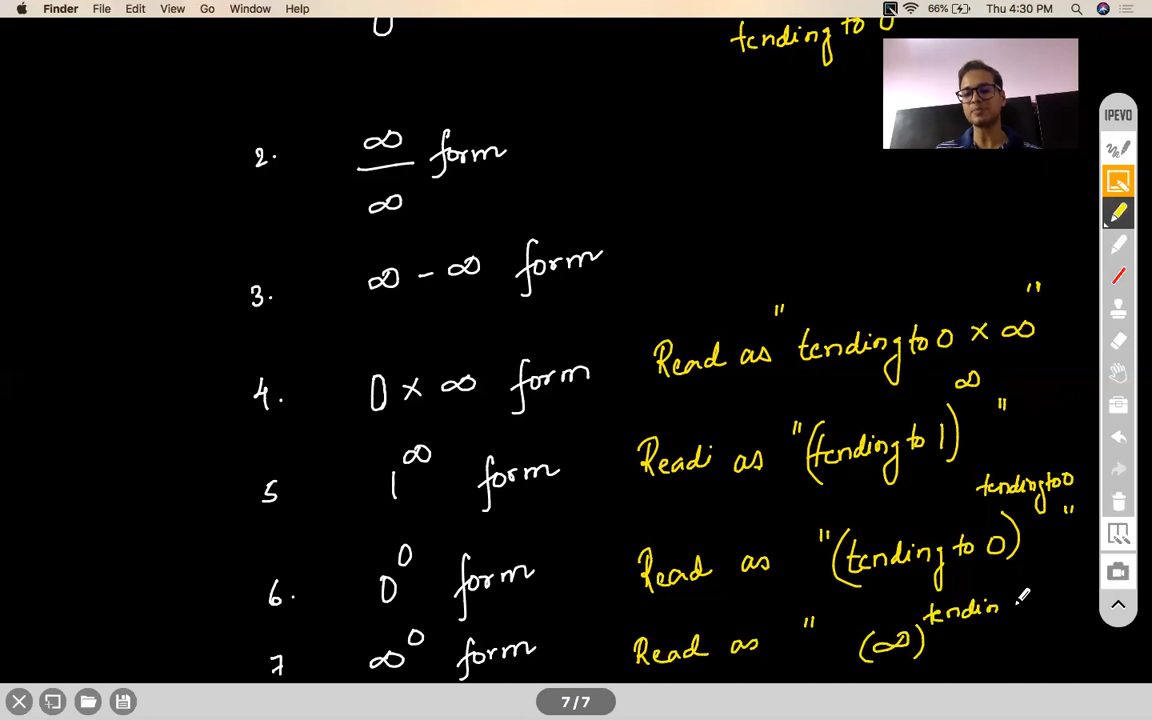 Finder File Edit View Go Window Help 66% Thu 4:30 PM
0
tending to 0
IPEVO
2. ∞/∞ form
3. ∞ - ∞ form
4. 0 × ∞ form Read as "tending to 0 × ∞"
5 1^∞ form Readi as "(tending to 1)^∞"
6. 0^0 form Read as "(tending to 0)^tending to 0"
7 ∞^0 form Read as "(∞)^tendin
7 / 7